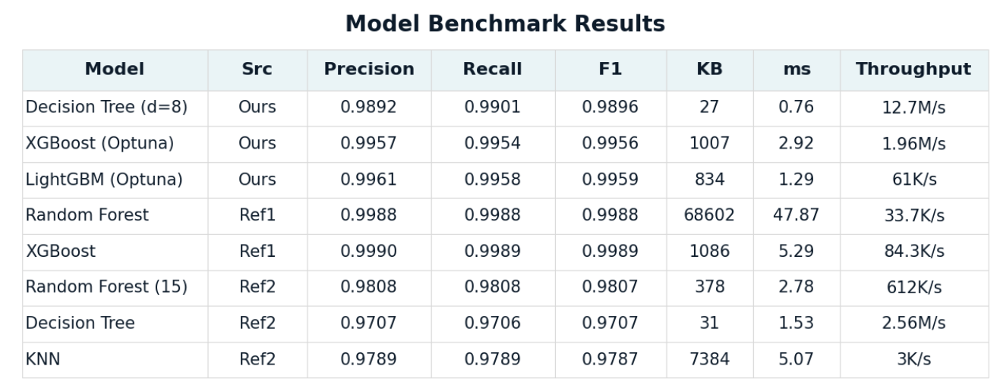 Model Benchmark Results
Model Src Precision Recall F1 KB ms Throughput
Decision Tree (d=8) Ours 0.9892 0.9901 0.9896 27 0.76 12.7M/s
XGBoost (Optuna) Ours 0.9957 0.9954 0.9956 1007 2.92 1.96M/s
LightGBM (Optuna) Ours 0.9961 0.9958 0.9959 834 1.29 61K/s
Random Forest Ref1 0.9988 0.9988 0.9988 68602 47.87 33.7K/s
XGBoost Ref1 0.9990 0.9989 0.9989 1086 5.29 84.3K/s
Random Forest (15) Ref2 0.9808 0.9808 0.9807 378 2.78 612K/s
Decision Tree Ref2 0.9707 0.9706 0.9707 31 1.53 2.56M/s
KNN Ref2 0.9789 0.9789 0.9787 7384 5.07 3K/s